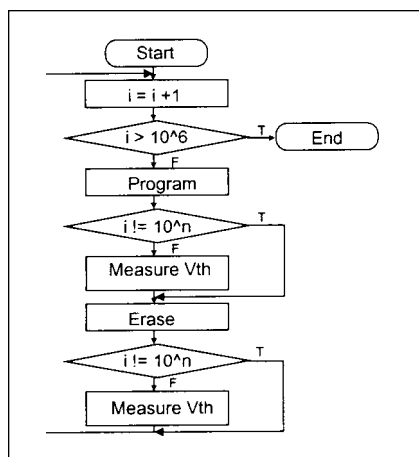 Start
i = i +1
i > 10^6
T
End
F
Program
i != 10^n
T
F
Measure Vth
Erase
i != 10^n
T
F
Measure Vth